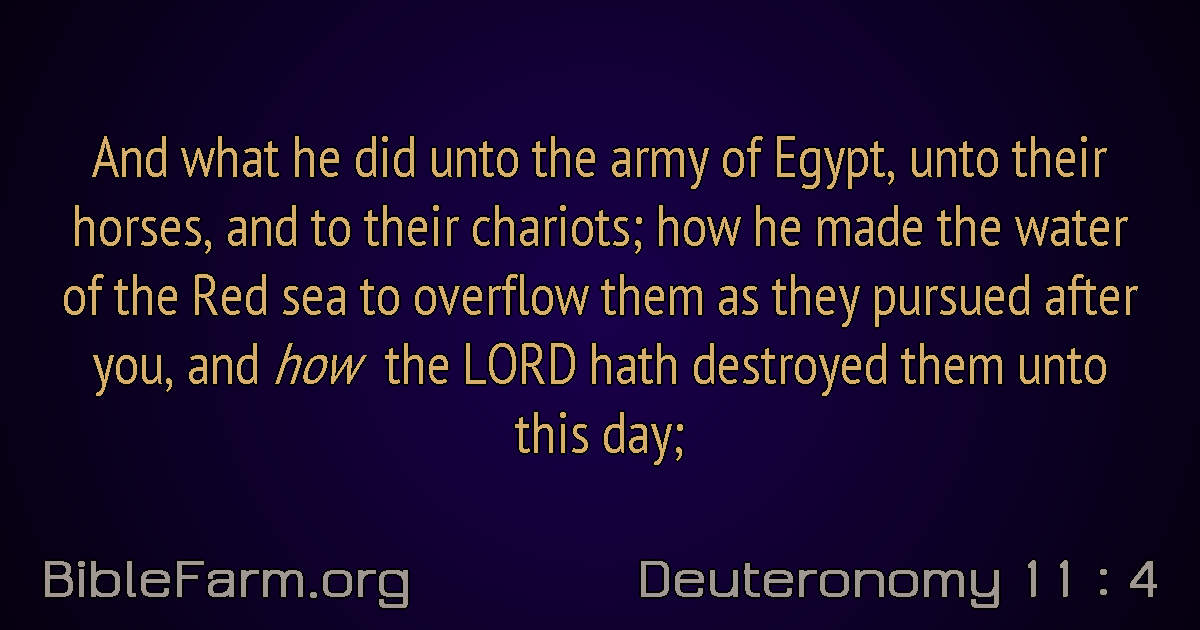 And what he did unto the army of Egypt, unto their
horses, and to their chariots; how he made the water
of the Red sea to overflow them as they pursued after
you, and how the LORD hath destroyed them unto
this day;
BibleFarm.org
Deuteronomy 11 : 4